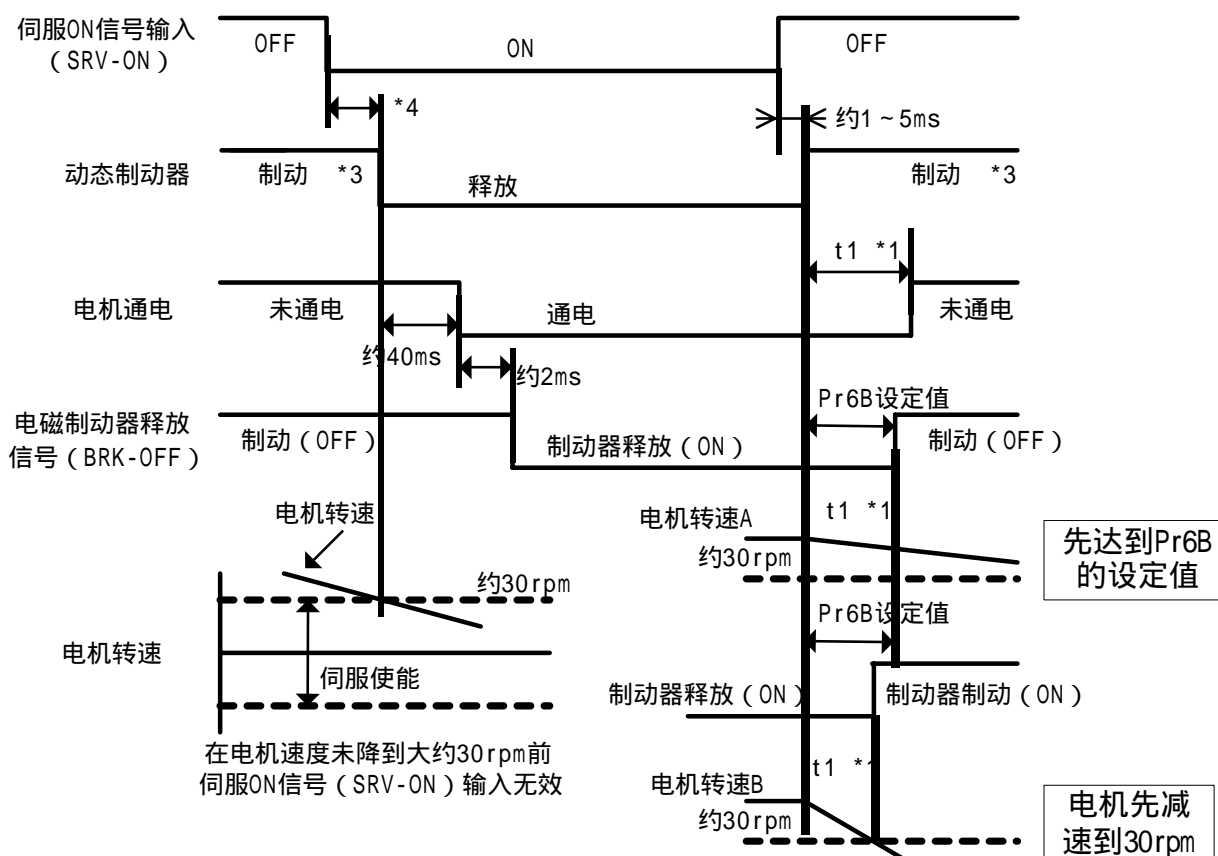 伺服ON信号输入
（SRV-ON）
OFF
ON
OFF
*4
约1～5ms
动态制动器
制动 *3
释放
制动 *3
t1 *1
电机通电
未通电
通电
未通电
约40ms
约2ms
Pr6B设定值
电磁制动器释放
信号（BRK-OFF）
制动（OFF）
制动器释放（ON）
制动（OFF）
电机转速
电机转速A
t1 *1
约30rpm
先达到Pr6B
的设定值
约30rpm
Pr6B设定值
电机转速
伺服使能
制动器释放（ON）
制动器制动（ON）
在电机速度未降到大约30rpm前
伺服ON信号（SRV-ON）输入无效
t1 *1
电机转速B
约30rpm
电机先减
速到30rpm